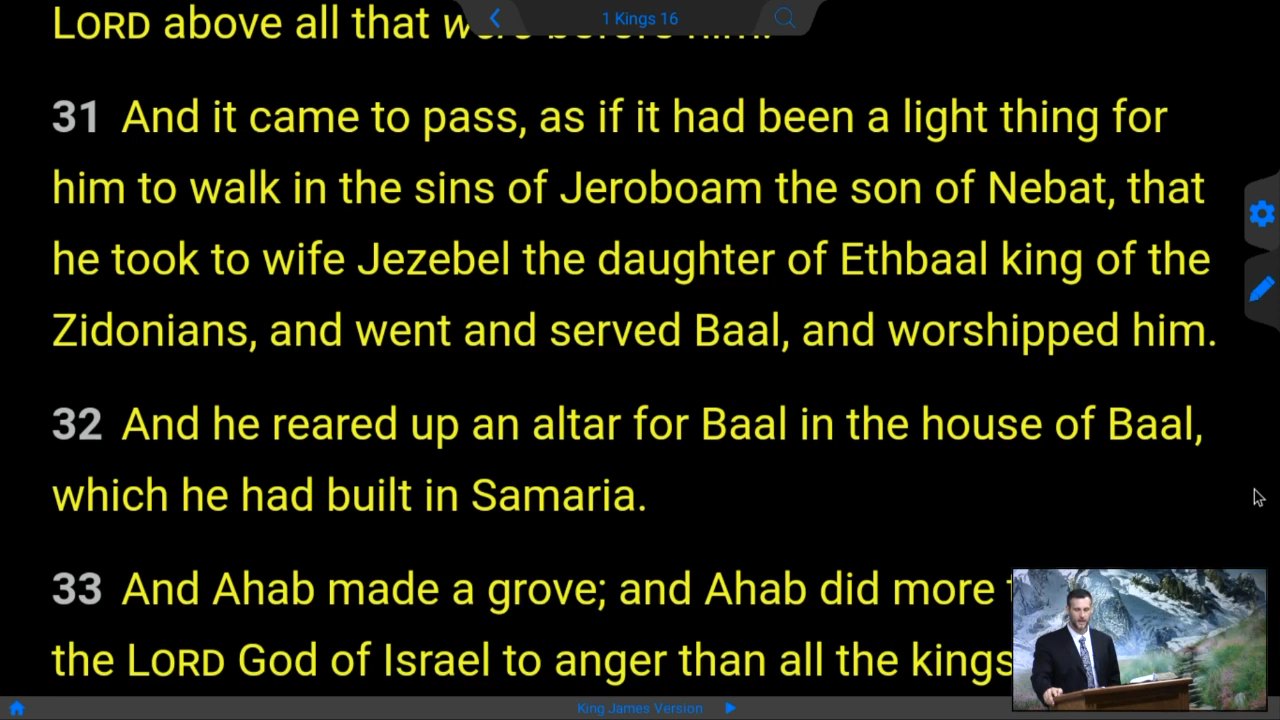 LORD above all that
1 Kings 16
31 And it came to pass, as if it had been a light thing for
him to walk in the sins of Jeroboam the son of Nebat, that
he took to wife Jezebel the daughter of Ethbaal king of the
Zidonians, and went and served Baal, and worshipped him.
32 And he reared up an altar for Baal in the house of Baal,
which he had built in Samaria.
33 And Ahab made a grove; and Ahab did more
the LORD God of Israel to anger than all the kings
King James Version